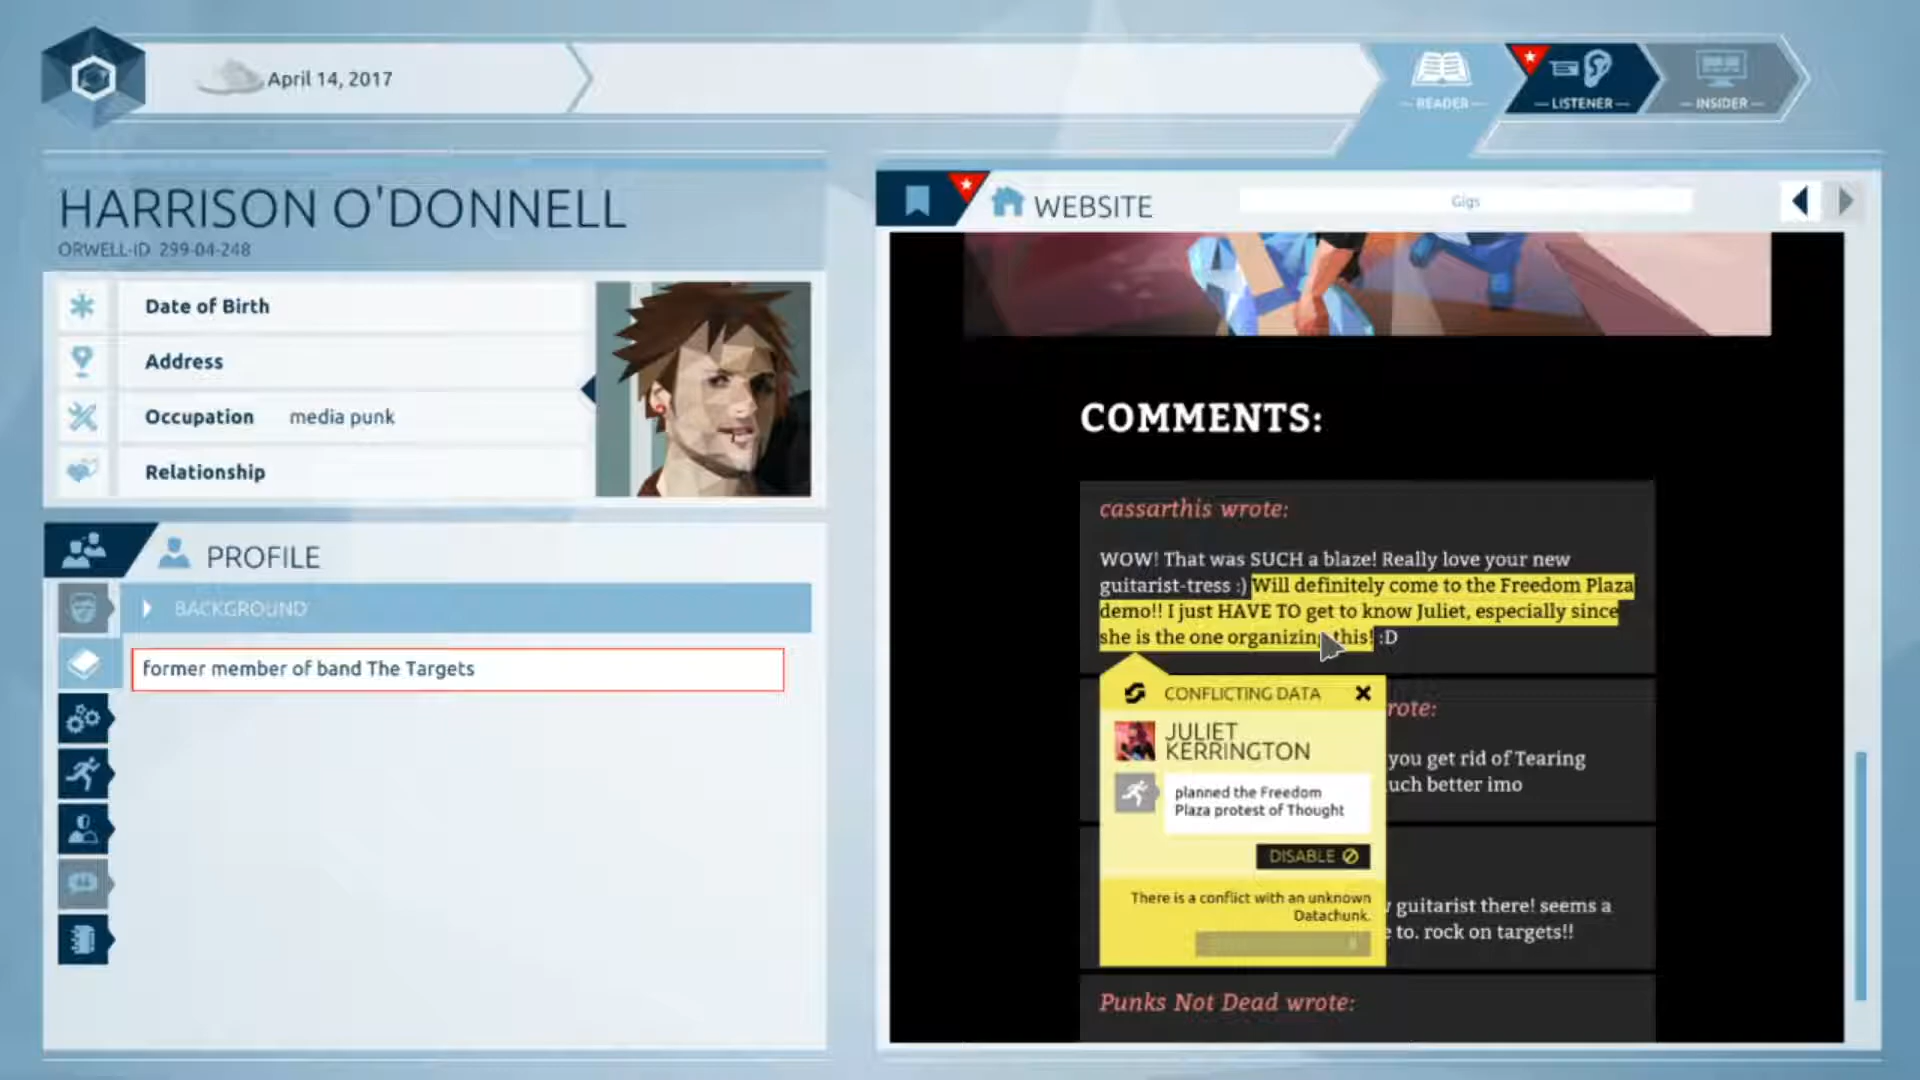 April 14, 2017
READER
LISTENER
INSIDER
HARRISON O'DONNELL
ORWELL-ID 299-04-248
Date of Birth
Address
Occupation media punk
Relationship
PROFILE
BACKGROUND
former member of band The Targets
WEBSITE
Gigs
COMMENTS:
cassarthis wrote:
WOW! That was SUCH a blaze! Really love your new
guitarist-tress :) Will definitely come to the Freedom Plaza
demo!! I just HAVE TO get to know Juliet, especially since
she is the one organizing this! :D
CONFLICTING DATA
JULIET
KERRINGTON
planned the Freedom
Plaza protest of Thought
DISABLE
There is a conflict with an unknown
Datachunk.
rote:
you get rid of Tearing
uch better imo
guitarist there! seems a
e to. rock on targets!!
Punks Not Dead wrote: